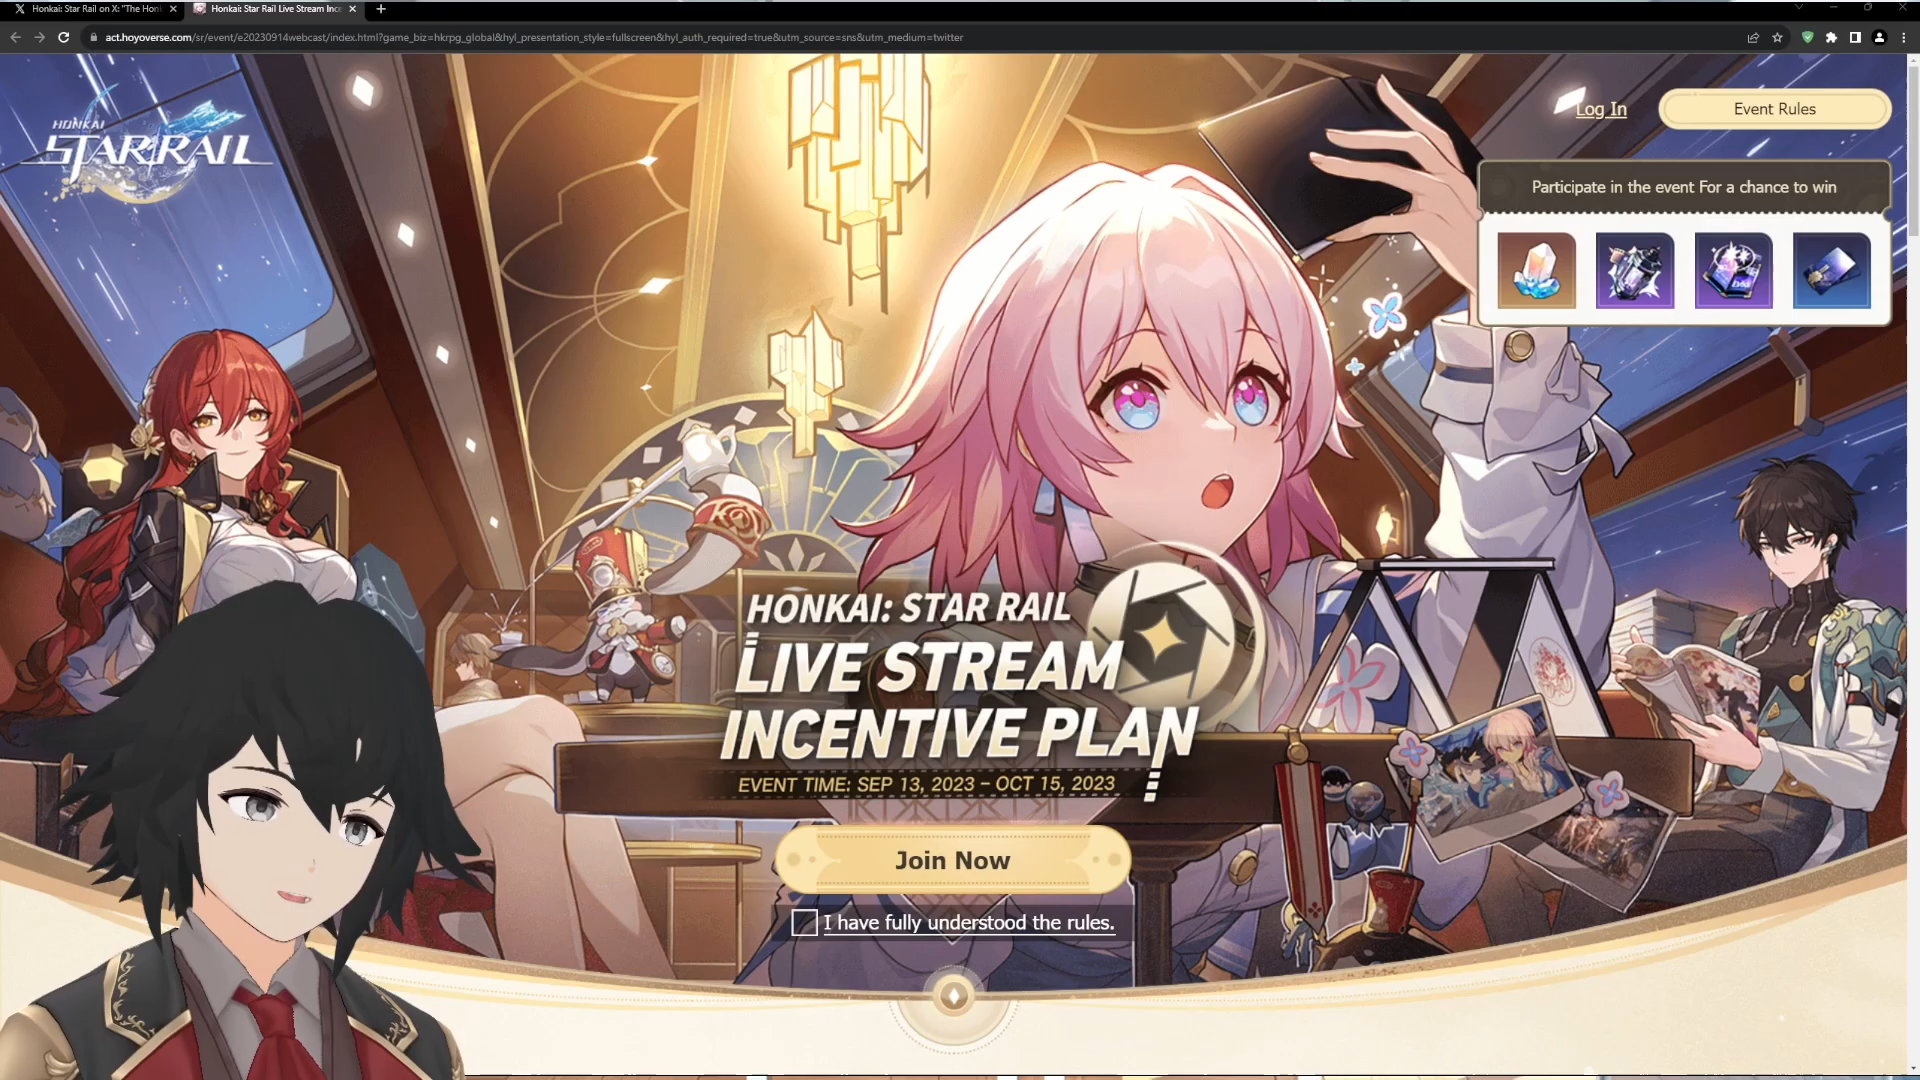 Honkai: Star Rail on X: "The Honk
Honkai: Star Rail Live Stream Ince
act.hoyoverse.com/sr/event/e20230914webcast/index.html?game_biz=hkrpg_global&hyl_presentation_style=fullscreen&hyl_auth_required=true&utm_source=sns&utm_medium=twitter
HONKAI
STAR RAIL
Log In
Event Rules
Participate in the event For a chance to win
HONKAI: STAR RAIL
LIVE STREAM
INCENTIVE PLAN
EVENT TIME: SEP 13, 2023 – OCT 15, 2023
Join Now
I have fully understood the rules.